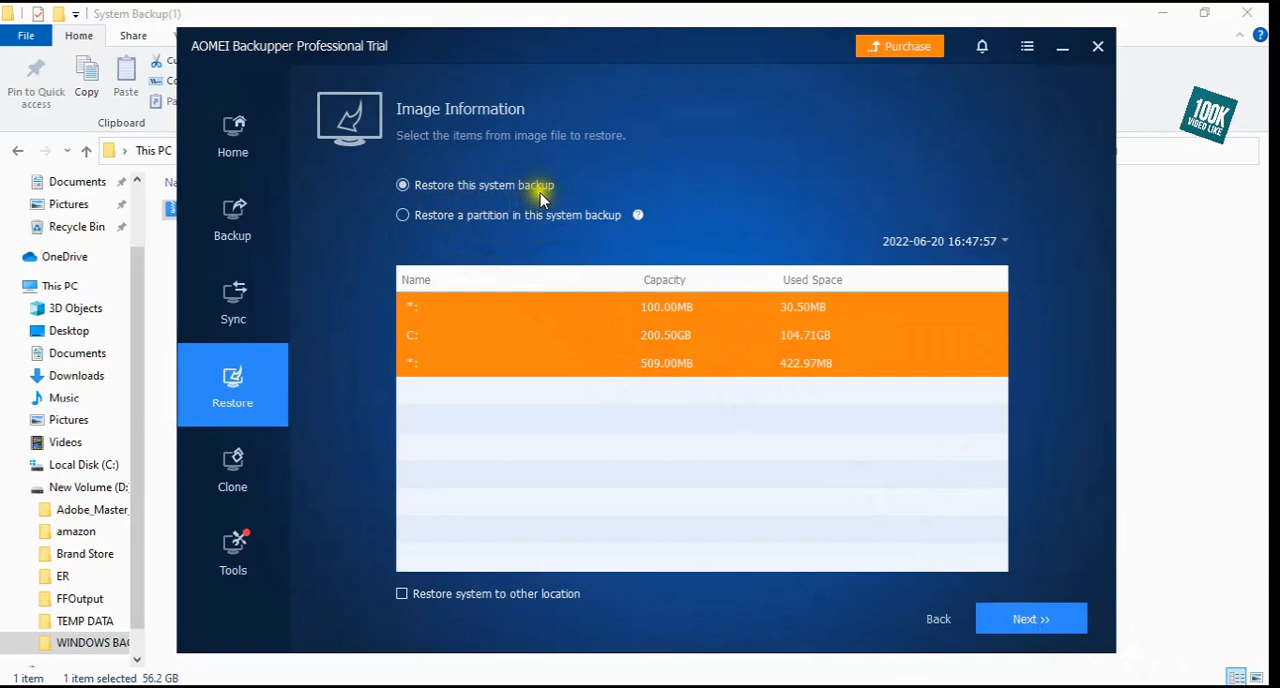 System Backup(1)
File
Home
Share
Pin to Quick
access
Copy
Paste
Clipboard
This PC
AOMEI Backupper Professional Trial
Purchase
Home
Backup
Sync
Restore
Clone
Tools
Image Information
Select the items from image file to restore.
Restore this system backup
Restore a partition in this system backup
2022-06-20 16:47:57
Name Capacity Used Space
*: 100.00MB 30.50MB
C: 200.50GB 104.71GB
*: 509.00MB 422.97MB
Restore system to other location
Back
Next >>
100K
VIDEO LIKE
Documents
Pictures
Recycle Bin
OneDrive
This PC
3D Objects
Desktop
Documents
Downloads
Music
Pictures
Videos
Local Disk (C:)
New Volume (D:
Adobe_Master_
amazon
Brand Store
ER
FFOutput
TEMP DATA
WINDOWS BAC
1 item 1 item selected 56.2 GB